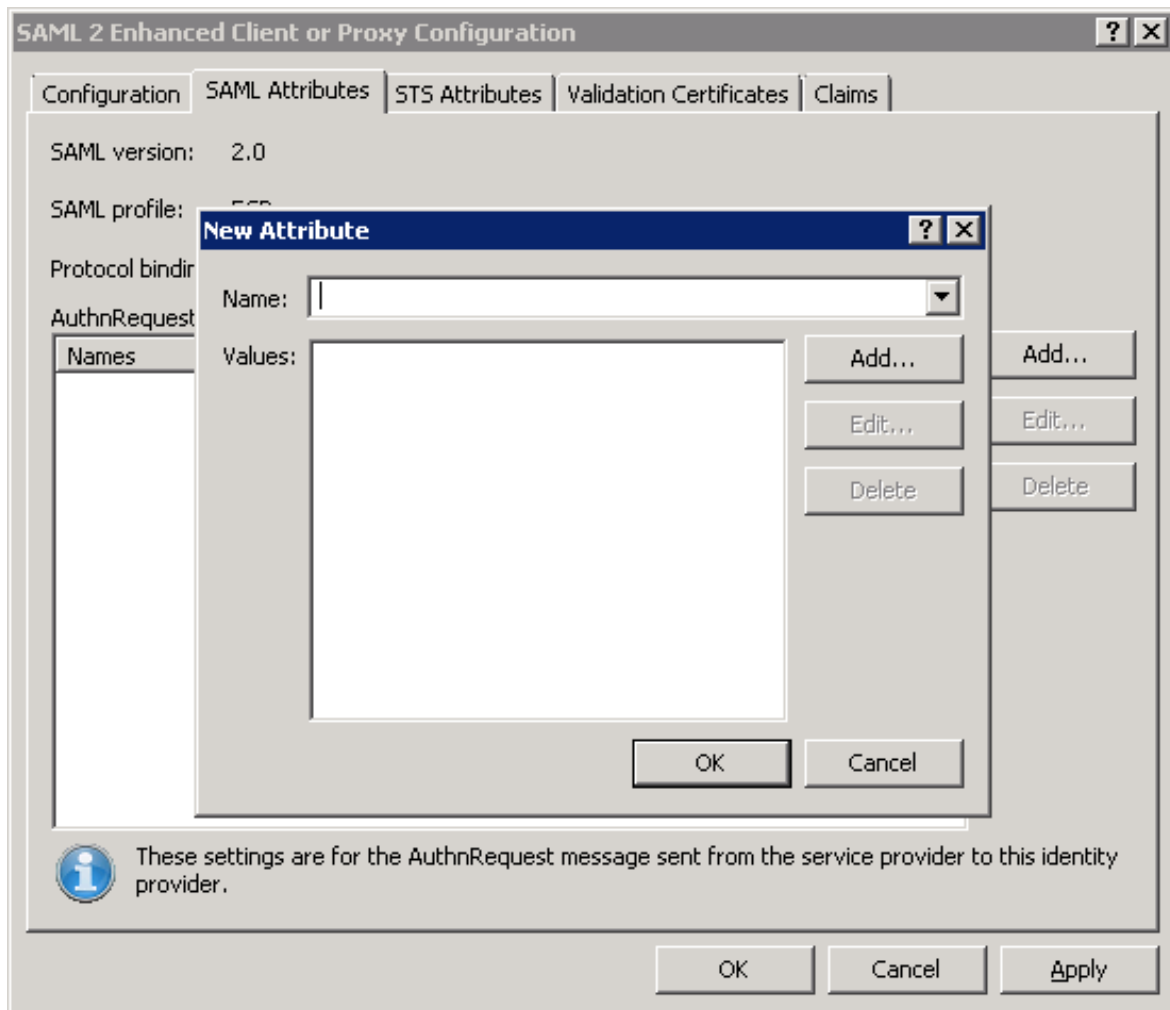 SAML 2 Enhanced Client or Proxy Configuration
Configuration
SAML Attributes
STS Attributes
Validation Certificates
Claims
SAML version: 2.0
SAML profile:
Protocol
AuthnRequest
Names
Add...
Edit...
Delete
New Attribute
Name:
Values:
Add...
Edit...
Delete
OK
Cancel
These settings are for the AuthnRequest message sent from the service provider to this identity
provider.
OK
Cancel
Apply